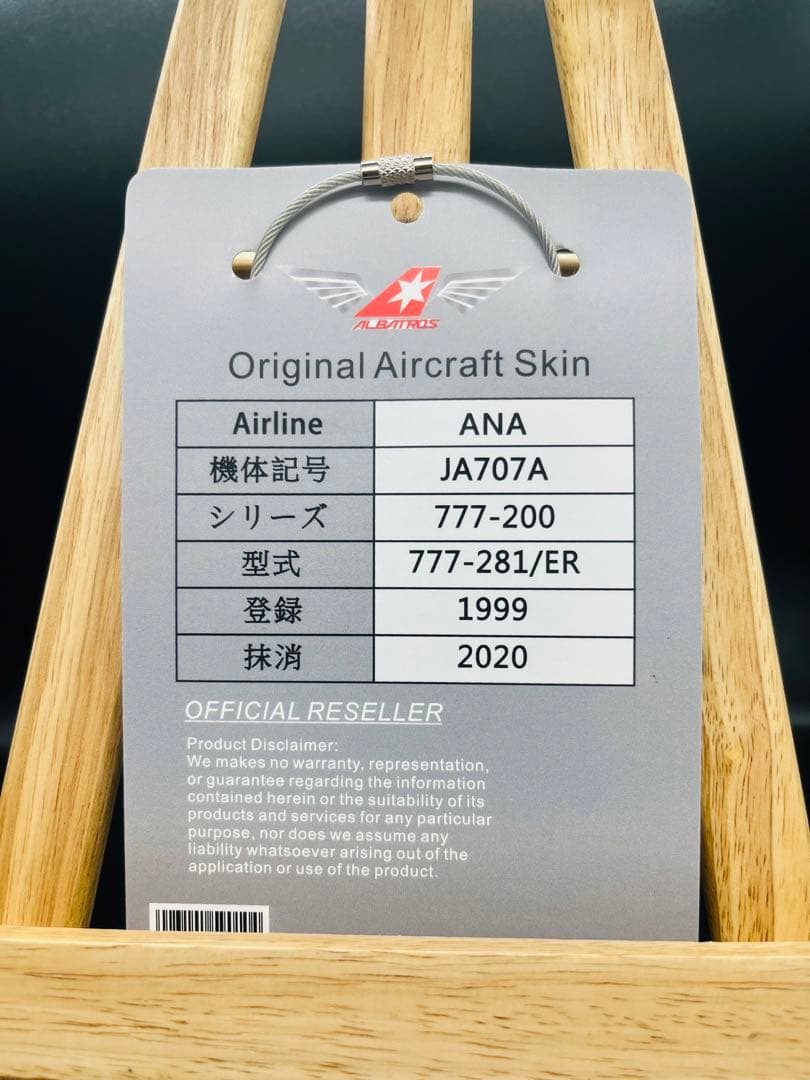 ALBATROS
Original Aircraft Skin
Airline ANA
機体記号 JA707A
シリーズ 777-200
型式 777-281/ER
登録 1999
抹消 2020
OFFICIAL RESELLER
Product Disclaimer:
We makes no warranty, representation,
or guarantee regarding the information
contained herein or the suitability of its
products and services for any particular
purpose, nor does we assume any
liability whatsoever arising out of the
application or use of the product.